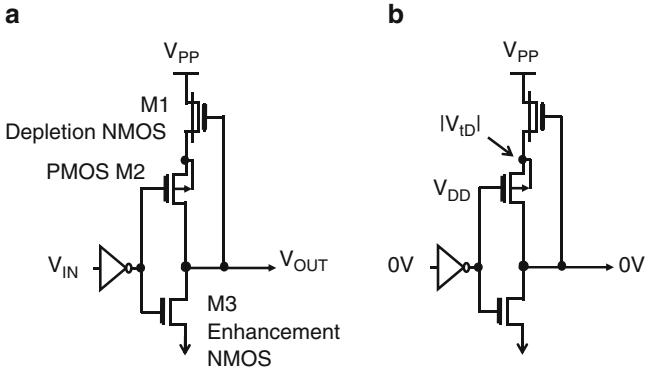 a
V_PP
M1
Depletion NMOS
PMOS M2
V_IN
V_OUT
M3
Enhancement
NMOS
b
V_PP
|V_tD|
V_DD
0V
0V